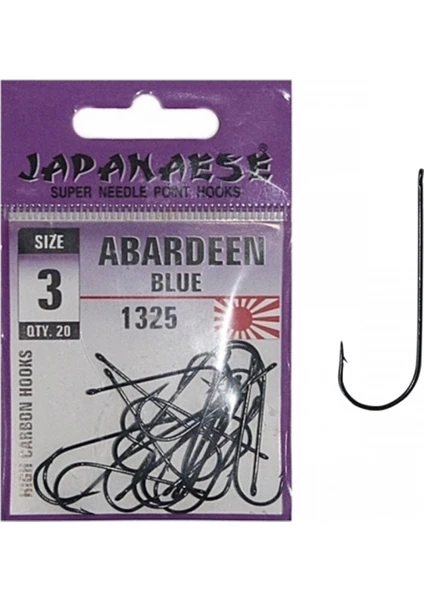 JAPANAESE®
SUPER NEEDLE POINT HOOKS
SIZE
3
QTY. 20
ABARDEEN
BLUE
1325
HIGH CARBON HOOKS